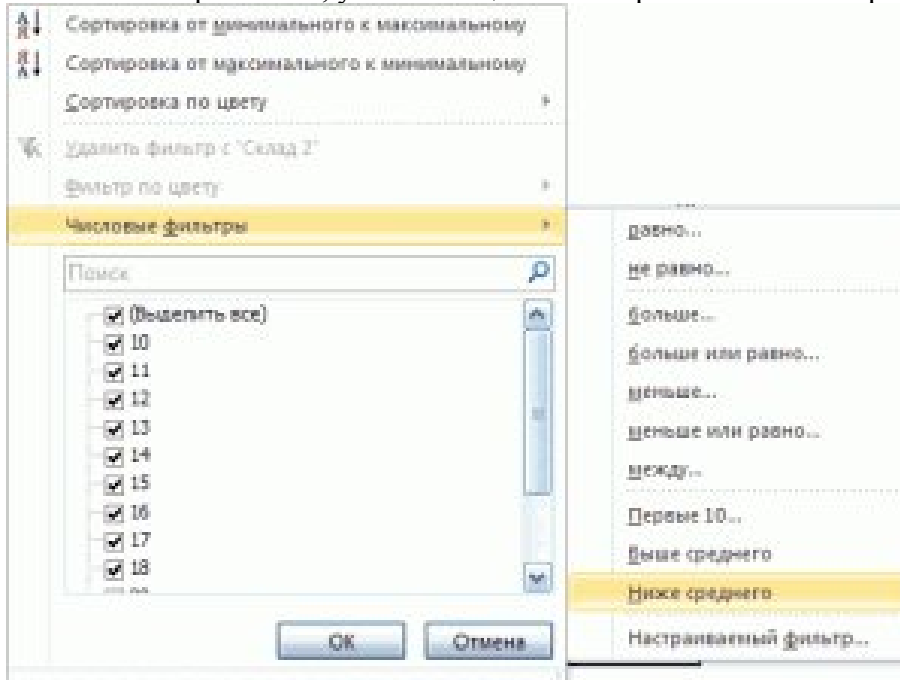 Сортировка от минимального к максимальному
Сортировка от максимального к минимальному
Сортировка по цвету
Удалить фильтр с "Склад 2"
Фильтр по цвету
Числовые фильтры
Поиск
(Выделить все)
10
11
12
13
14
15
16
17
18
ОК
Отмена
равно...
не равно...
больше...
больше или равно...
меньше...
меньше или равно...
между...
Первые 10...
Выше среднего
Ниже среднего
Настраиваемый фильтр...